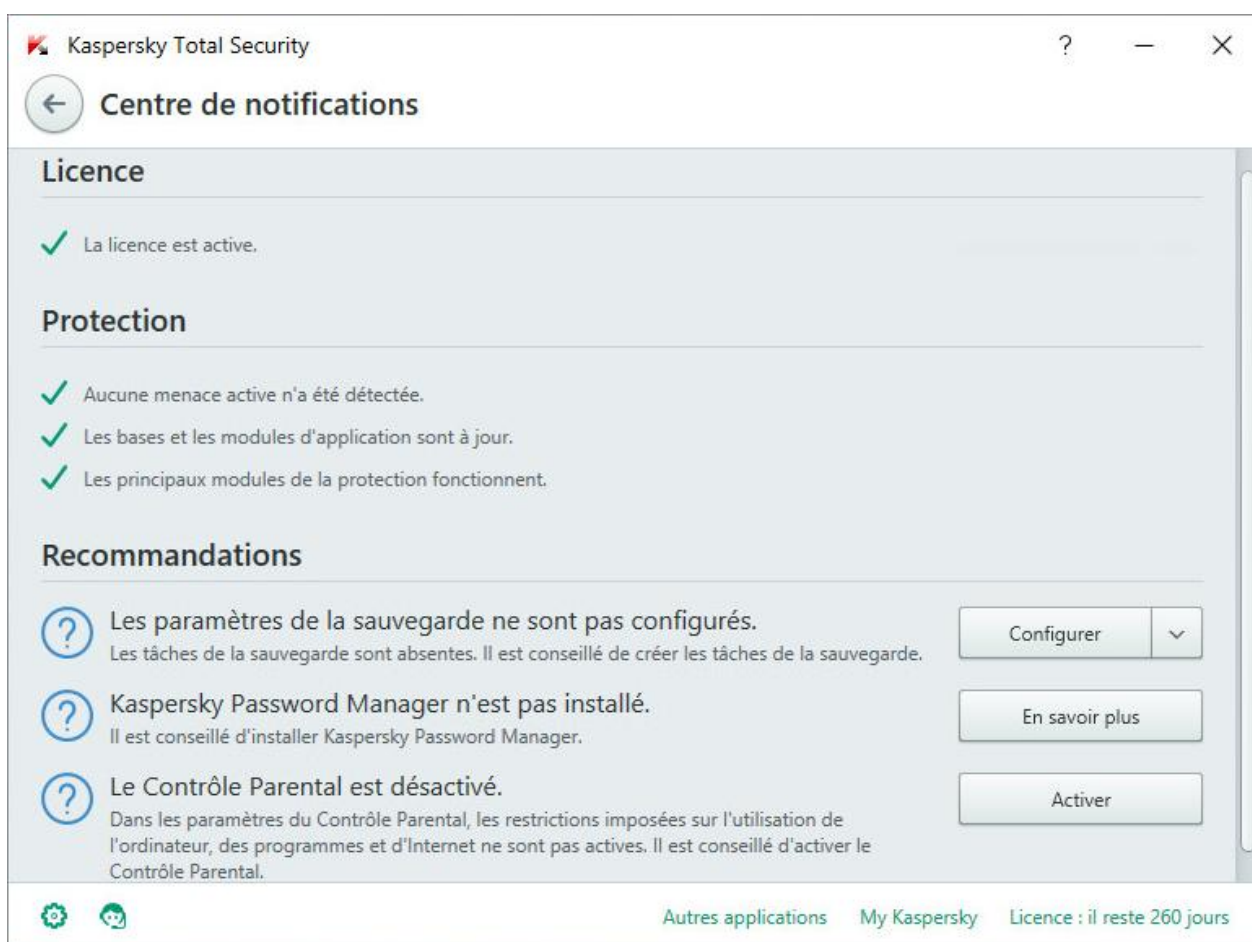 Kaspersky Total Security
Centre de notifications
Licence
La licence est active.
Protection
Aucune menace active n'a été détectée.
Les bases et les modules d'application sont à jour.
Les principaux modules de la protection fonctionnent.
Recommandations
Les paramètres de la sauvegarde ne sont pas configurés.
Les tâches de la sauvegarde sont absentes. Il est conseillé de créer les tâches de la sauvegarde.
Configurer
Kaspersky Password Manager n'est pas installé.
Il est conseillé d'installer Kaspersky Password Manager.
En savoir plus
Le Contrôle Parental est désactivé.
Dans les paramètres du Contrôle Parental, les restrictions imposées sur l'utilisation de
l'ordinateur, des programmes et d'Internet ne sont pas actives. Il est conseillé d'activer le
Contrôle Parental.
Activer
Autres applications My Kaspersky Licence : il reste 260 jours